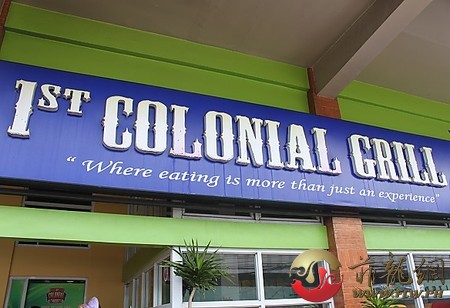 1ST COLONIAL GRILL
“Where eating is more than just an experience”